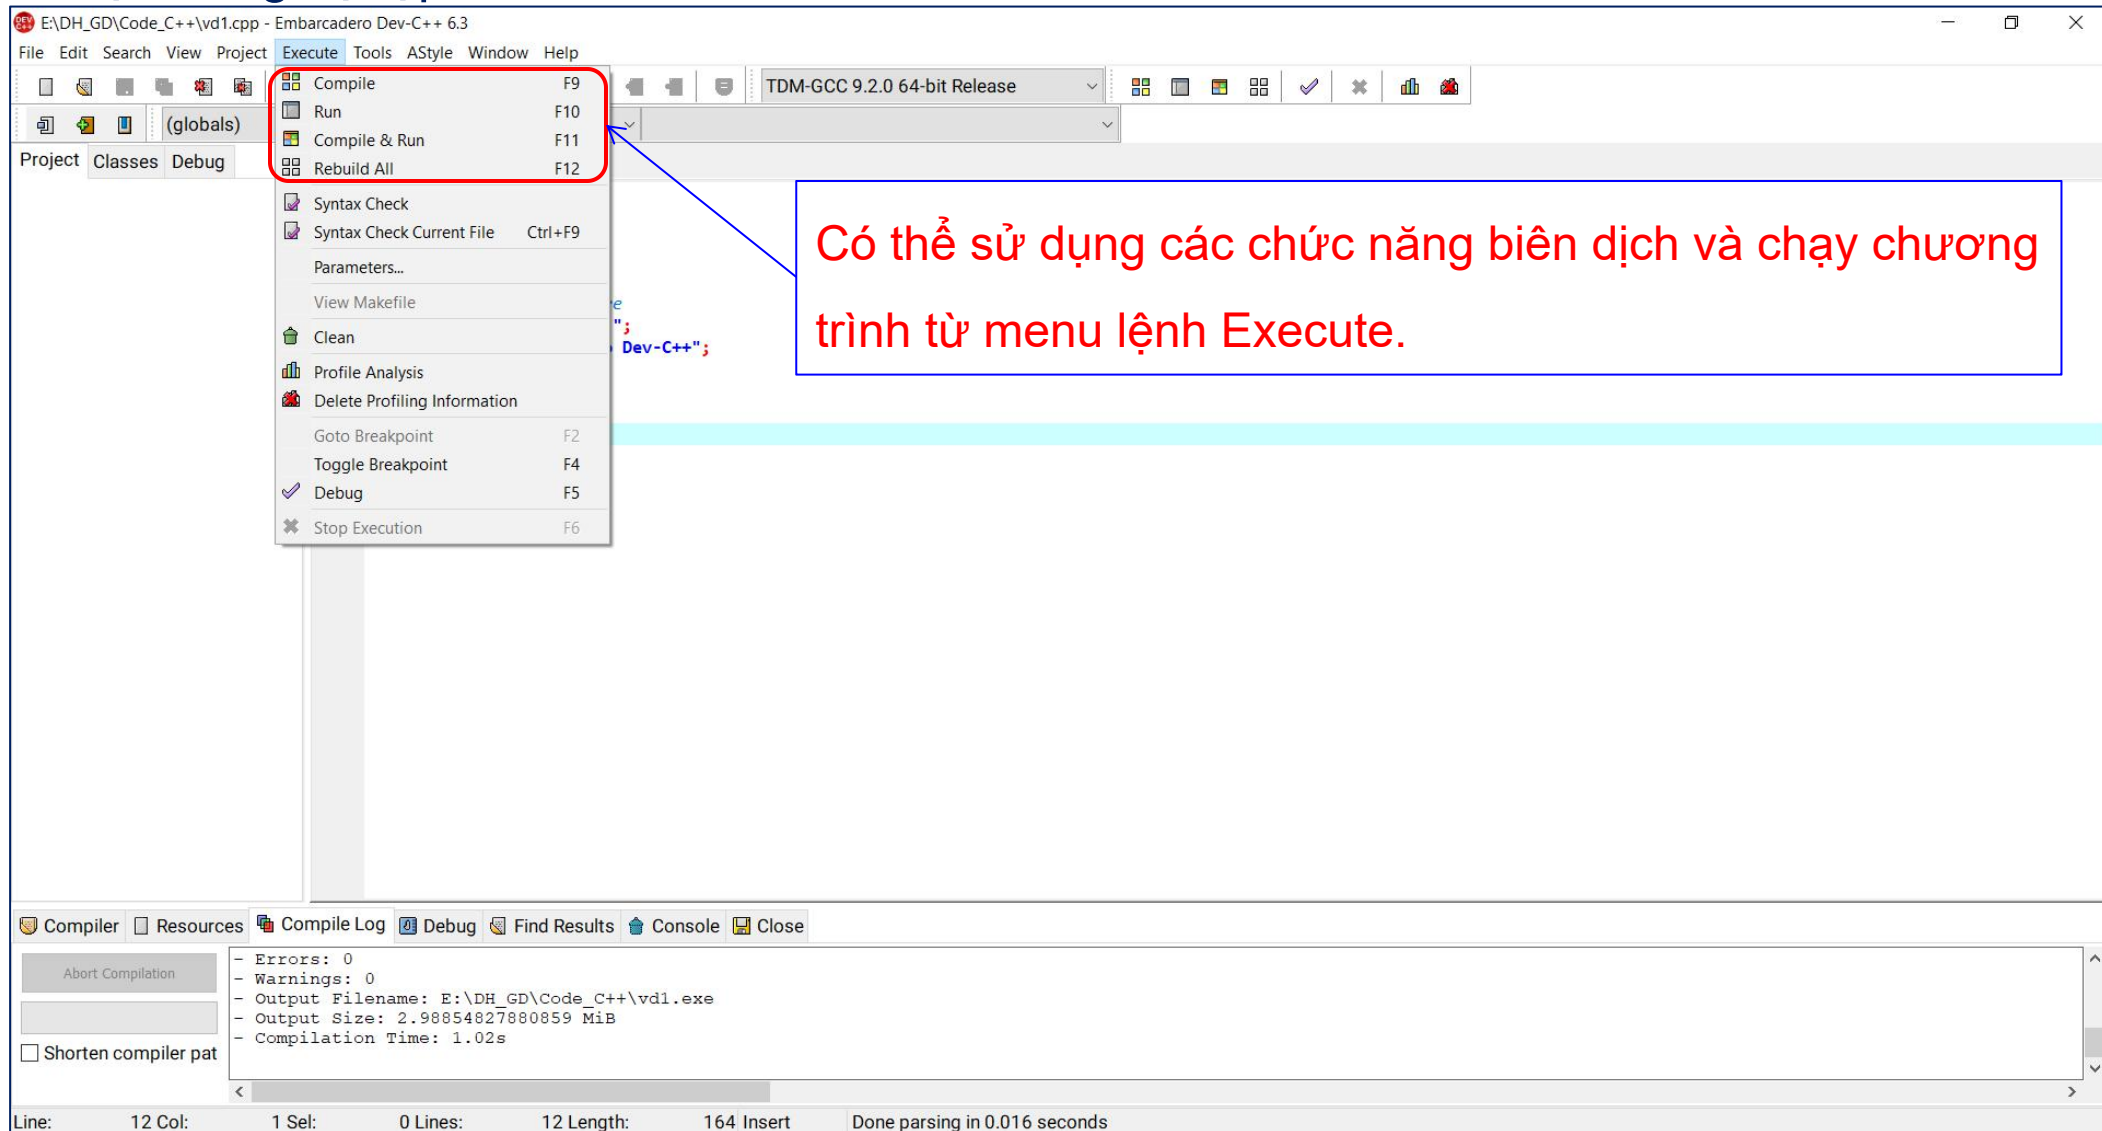 E:\DH_GD\Code_C++\vd1.cpp - Embarcadero Dev-C++ 6.3
File Edit Search View Project Execute Tools AStyle Window Help
TDM-GCC 9.2.0 64-bit Release
(globals)
Project Classes Debug
Compile F9
Run F10
Compile & Run F11
Rebuild All F12
Syntax Check
Syntax Check Current File Ctrl+F9
Parameters...
View Makefile
Clean
Profile Analysis
Delete Profiling Information
Goto Breakpoint F2
Toggle Breakpoint F4
Debug F5
Stop Execution F6
";
Dev-C++";
Có thể sử dụng các chức năng biên dịch và chạy chương
trình từ menu lệnh Execute.
Compiler Resources Compile Log Debug Find Results Console Close
Abort Compilation
Shorten compiler pat
- Errors: 0
- Warnings: 0
- Output Filename: E:\DH_GD\Code_C++\vd1.exe
- Output Size: 2.98854827880859 MiB
- Compilation Time: 1.02s
Line: 12 Col: 1 Sel: 0 Lines: 12 Length: 164 Insert Done parsing in 0.016 seconds